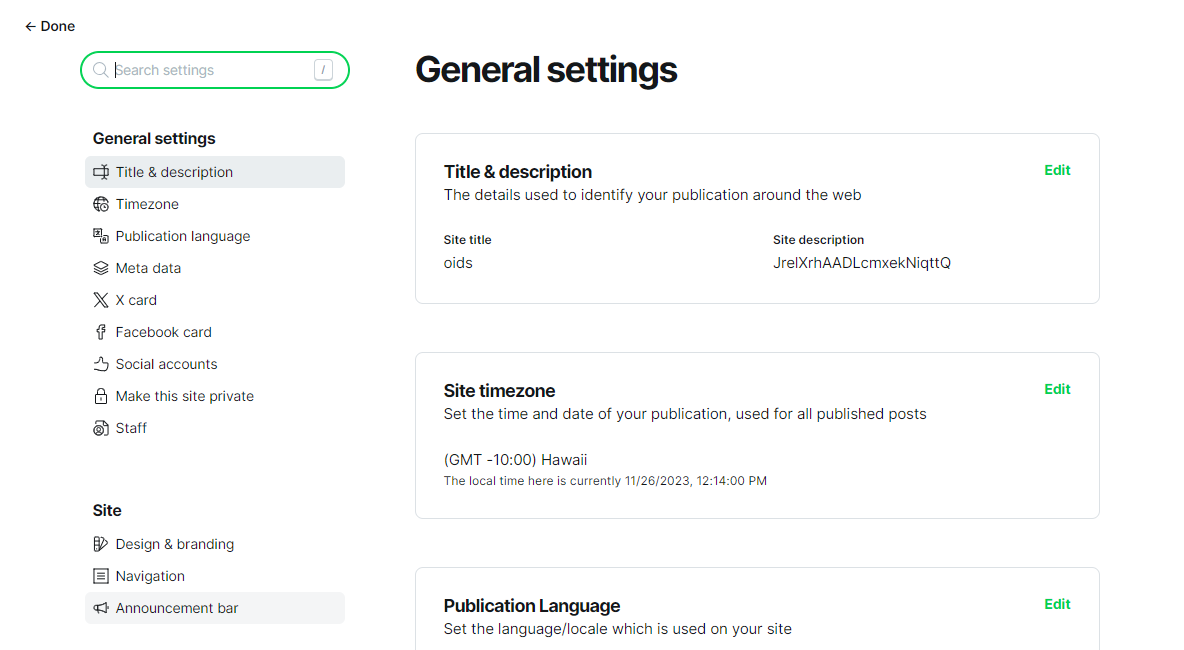 ← Done
Search settings /
General settings
Title & description
Timezone
Publication language
Meta data
X card
Facebook card
Social accounts
Make this site private
Staff
Site
Design & branding
Navigation
Announcement bar
General settings
Title & description
Edit
The details used to identify your publication around the web
Site title
oids
Site description
JrelXrhAADLcmxekNiqttQ
Site timezone
Edit
Set the time and date of your publication, used for all published posts
(GMT -10:00) Hawaii
The local time here is currently 11/26/2023, 12:14:00 PM
Publication Language
Edit
Set the language/locale which is used on your site